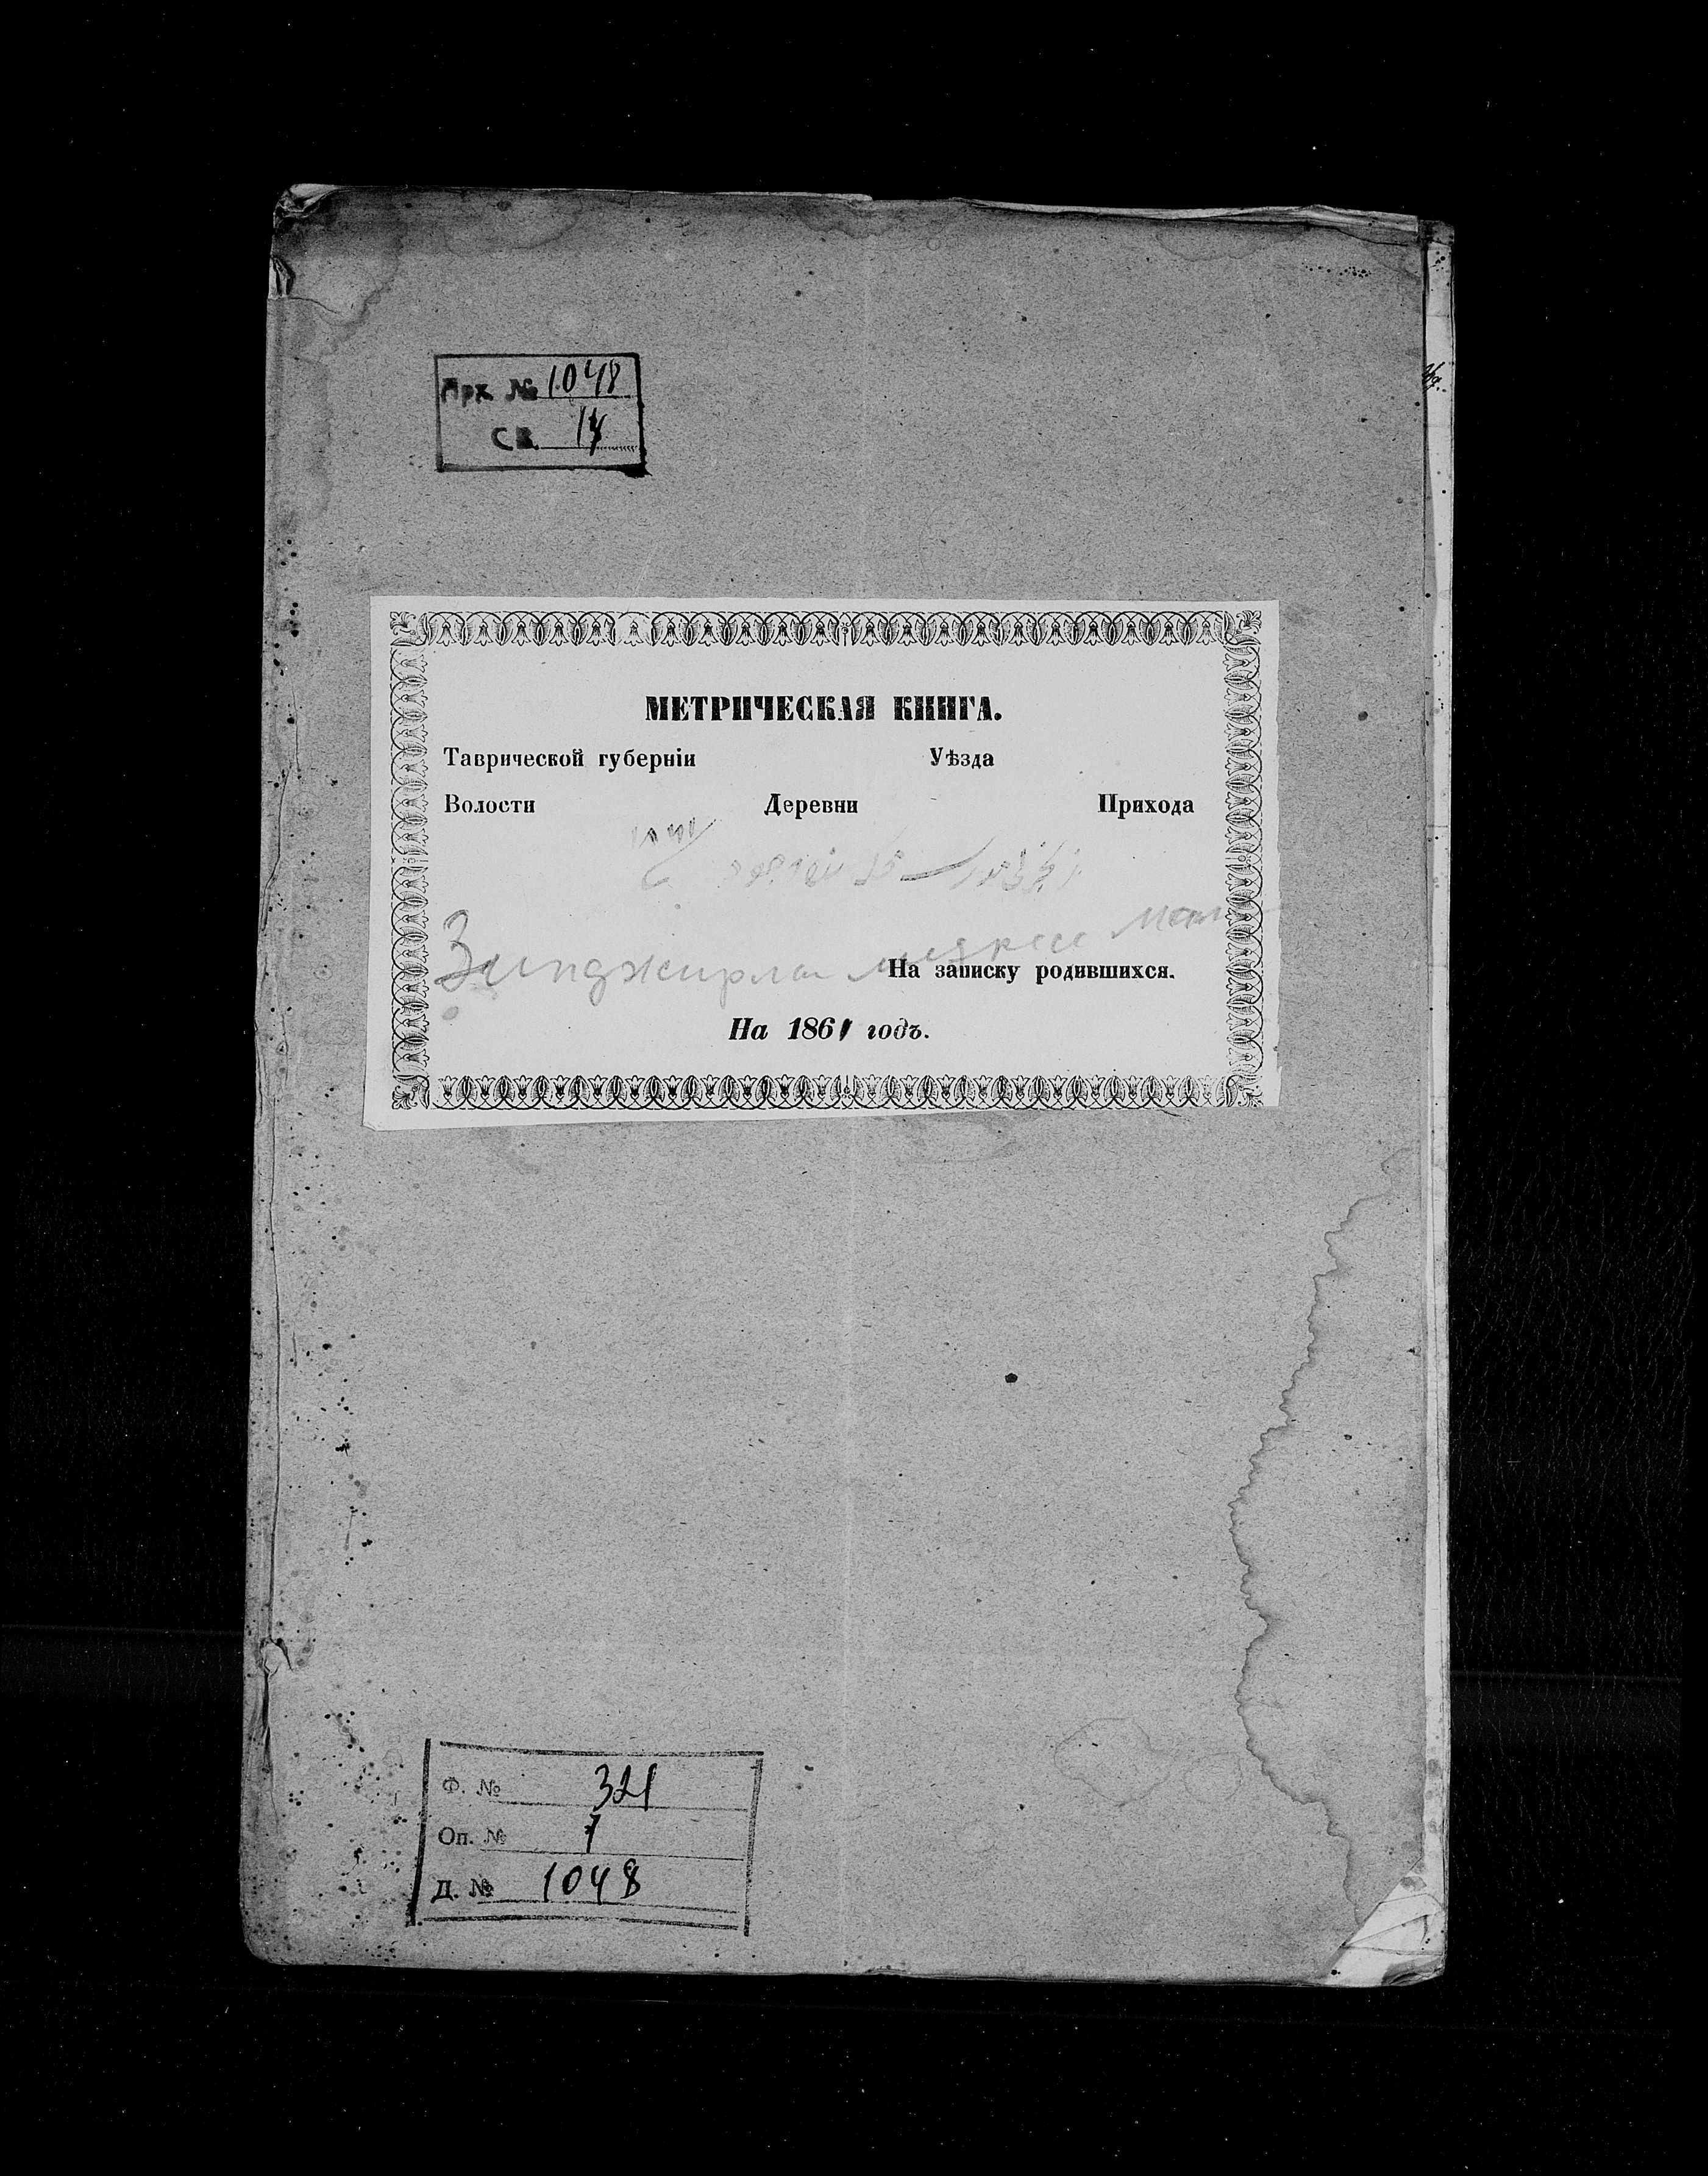 Арх. № 1048
Св.
МЕТРИЧЕСКАЯ КНИГА.
Таврической губерніи Уѣзда
Волости Деревни Прихода
Зинджирлы
На записку родившихся.
На 1861 годъ.
Ф. № 321
Оп. № 1
Д. № 1048